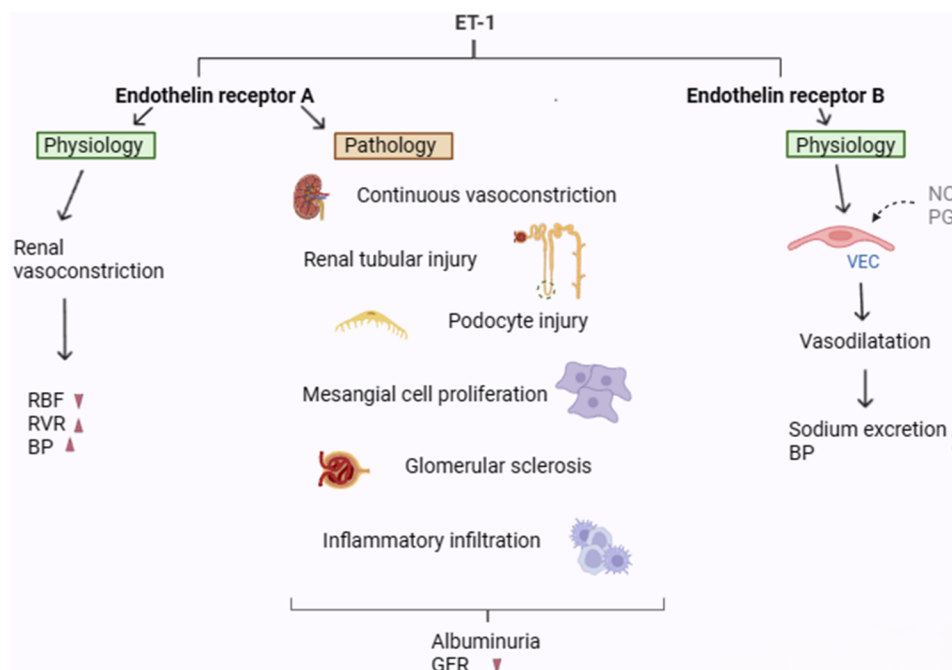 ET-1
Endothelin receptor A
Endothelin receptor B
Physiology
Pathology
Physiology
Continuous vasoconstriction
Renal
vasoconstriction
Renal tubular injury
VEC
Podocyte injury
Vasodilatation
Mesangial cell proliferation
RBF
RVR
BP
Sodium excretion
BP
Glomerular sclerosis
Inflammatory infiltration
Albuminuria
GFR